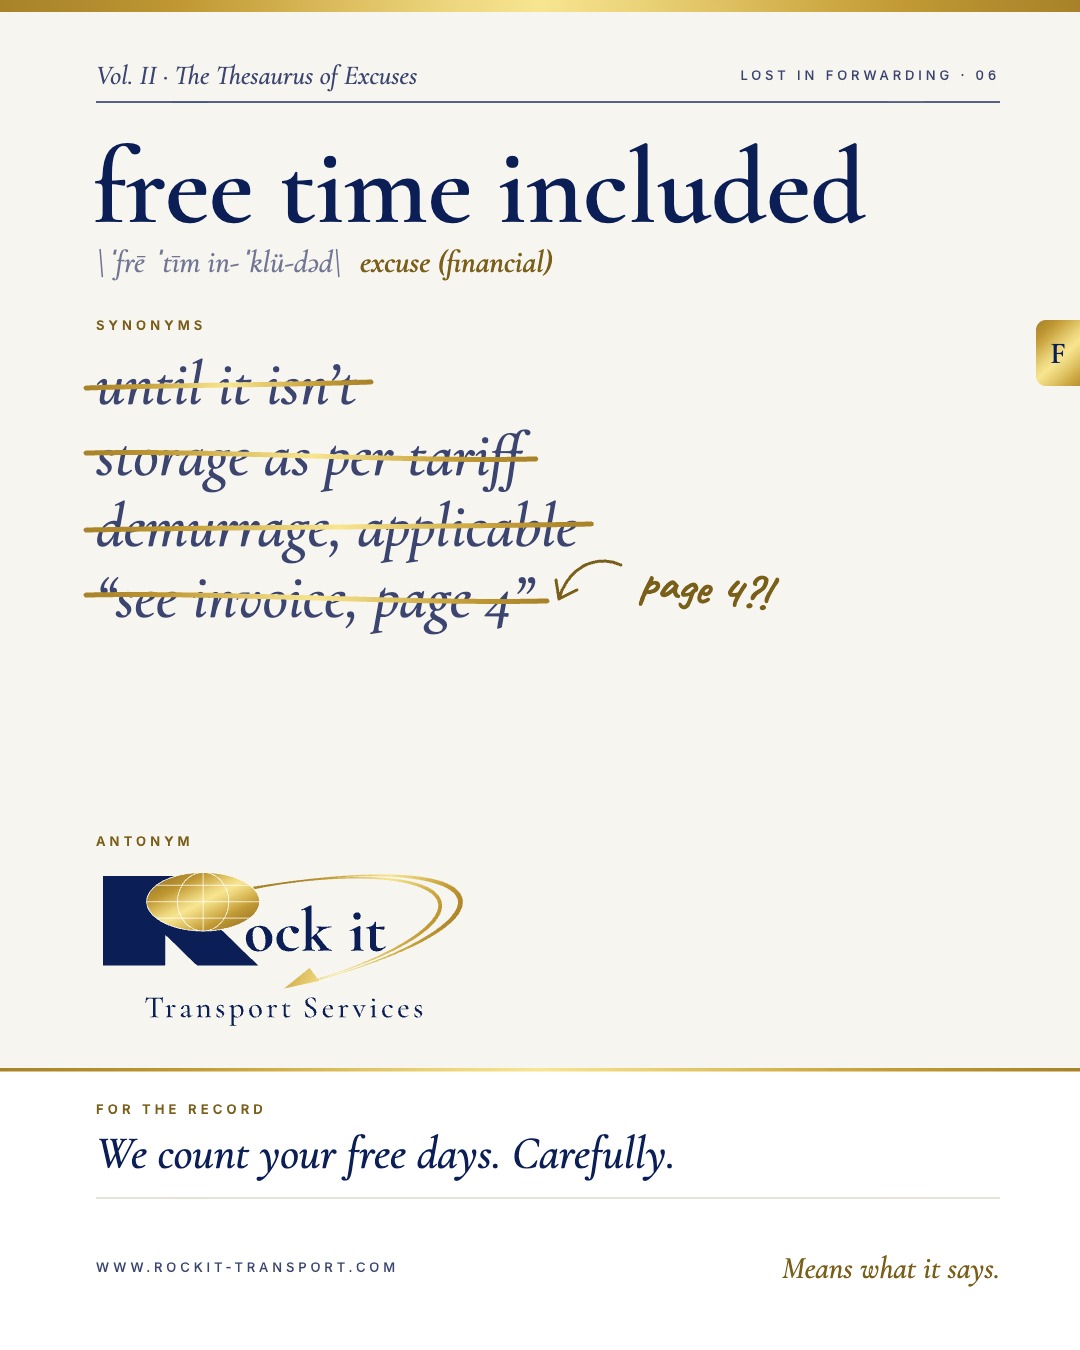 Vol. II · The Thesaurus of Excuses
LOST IN FORWARDING · 06
free time included
\ ˈfrē ˈtīm in-ˈklü-dəd\ excuse (financial)
SYNONYMS
F
until it isn’t
storage as per tariff
demurrage, applicable
“see invoice, page 4”
page 4?!
ANTONYM
Rock it
Transport Services
FOR THE RECORD
We count your free days. Carefully.
WWW.ROCKIT-TRANSPORT.COM
Means what it says.